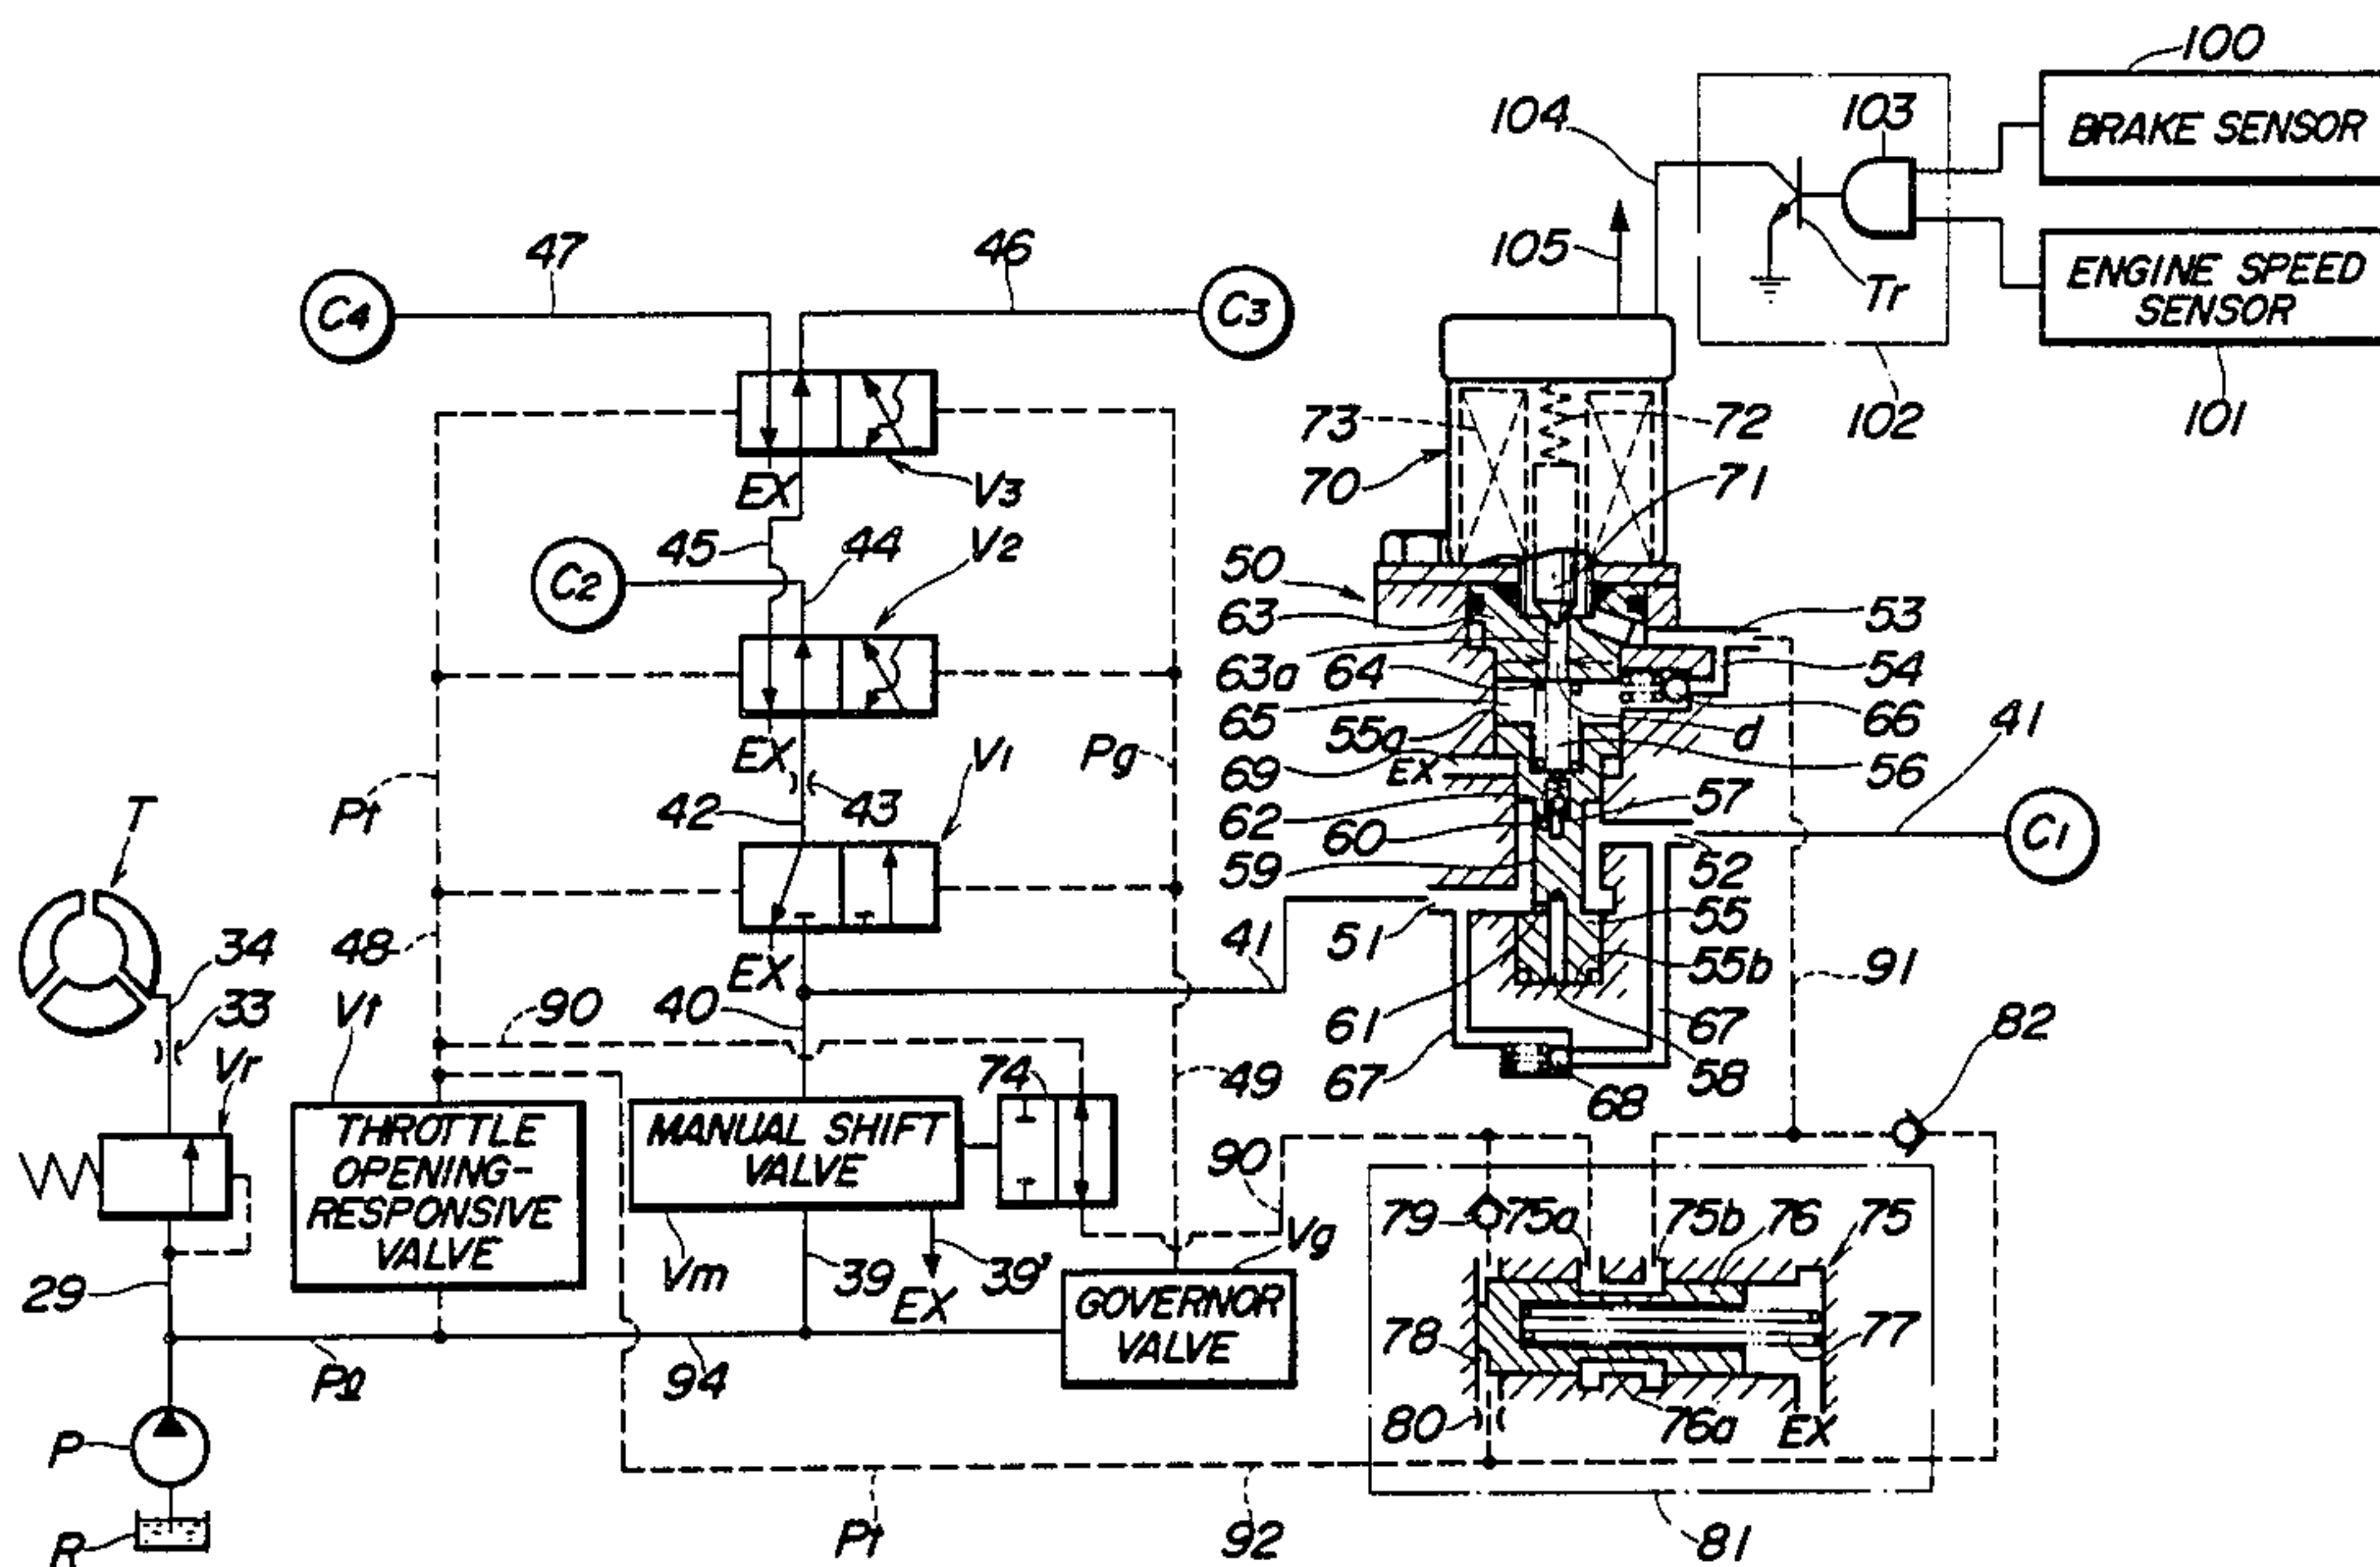 100
103
104
BRAKE SENSOR
105
Tr
ENGINE SPEED
SENSOR
102
101
47
46
C4
C3
73
72
70
71
EX
V3
45
44
V2
C2
50
63
53
63a
64
54
65
55a
d
66
41
EX
V1
Pg
69
EX
56
Pt
42
43
62
60
57
T
59
52
C1
34
48
EX
41
51
55
55b
91
33
Vt
90
40
61
67
82
Vr
74
49
67
68
58
THROTTLE
OPENING-
RESPONSIVE
VALVE
MANUAL SHIFT
VALVE
90
79
75a
75b
76
75
29
Vm
39
39'
EX
Vg
GOVERNOR
VALVE
78
77
Pℓ
94
80
76a
EX
P
R
Pt
92
81